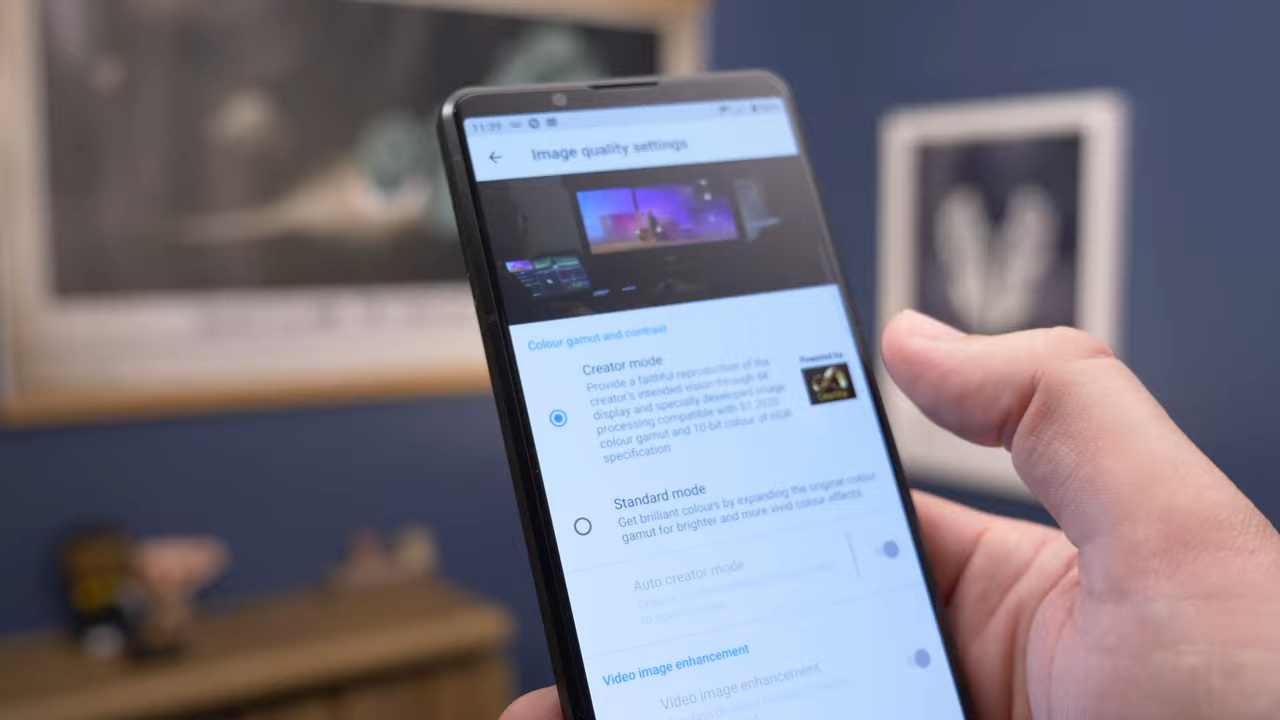 11:39
Image quality settings
Colour gamut and contrast
Creator mode
Provide a faithful reproduction of the
creator's intended vision through 4K
display and specially developed image
processing compatible with BT.2020
colour gamut and 10-bit colour of HDR
specification.
Powered by
Standard mode
Get brilliant colours by expanding the original colour
gamut for brighter and more vivid colour effects.
Auto creator mode
Video image enhancement
Video image enhancement